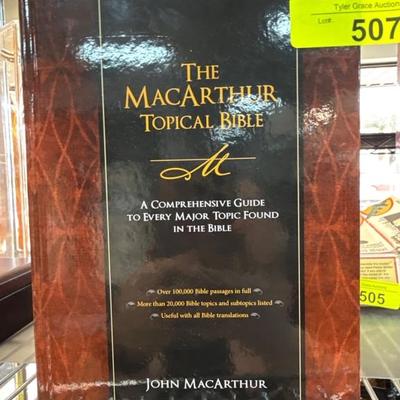 Tyler Grace Auction
Lot#:
507
THE
MACARTHUR
TOPICAL BIBLE
M
A COMPREHENSIVE GUIDE
TO EVERY MAJOR TOPIC FOUND
IN THE BIBLE
Over 100,000 Bible passages in full
More than 20,000 Bible topics and subtopics listed
Useful with all Bible translations
JOHN MACARTHUR
505